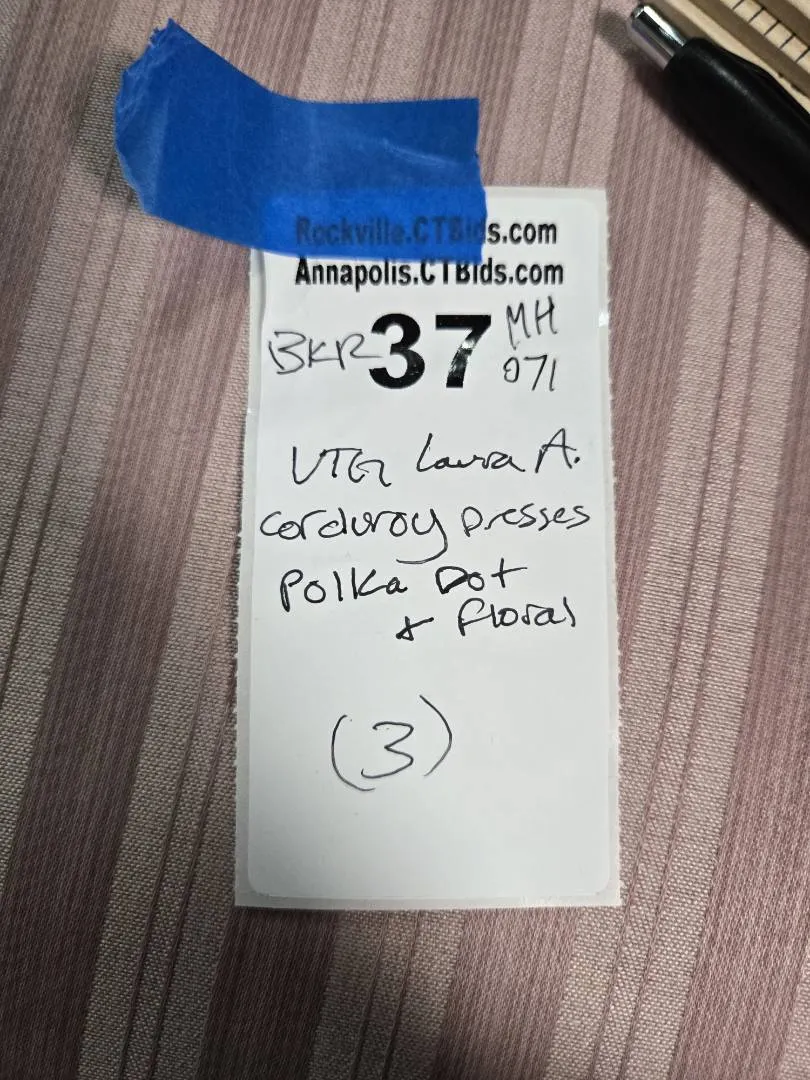 Rockville.CTBids.com
Annapolis.CTBids.com
BKR 37 MH
071
VTG Laura A.
Corduroy Dresses
Polka Dot
& Floral
(3)